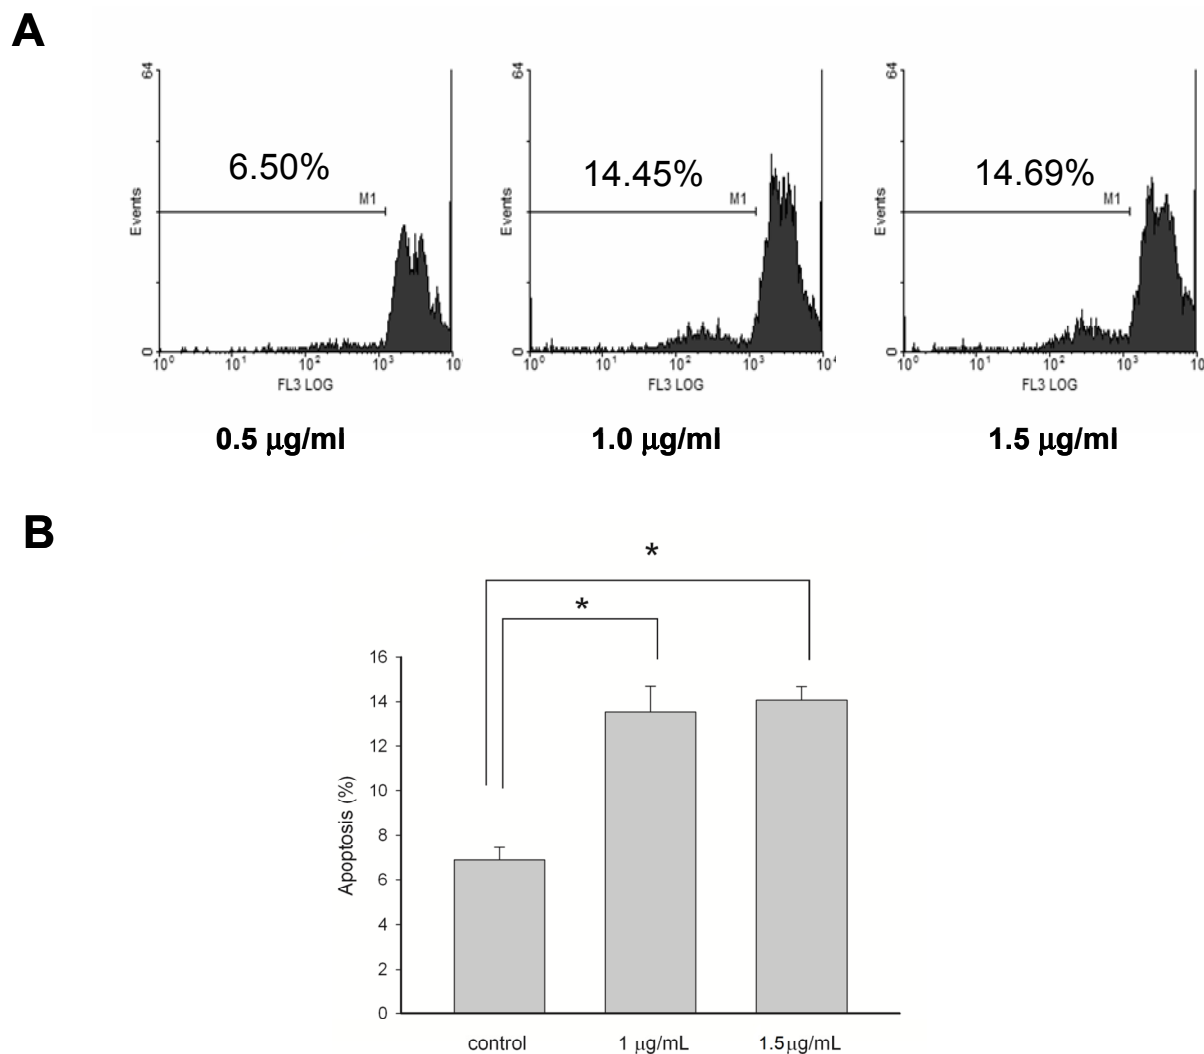 A
64 64 64
6.50% 14.45% 14.69%
M1 M1 M1
Events Events Events
0 0 0
10⁰ 10¹ 10² 10³ 10 10⁰ 10¹ 10² 10³ 10⁴ 10⁰ 10¹ 10² 10³ 10
FL3 LOG FL3 LOG FL3 LOG
0.5 μg/ml 1.0 μg/ml 1.5 μg/ml
B
*
*
16
14
12
10
8
6
4
2
0
Apoptosis (%)
control 1 μg/mL 1.5μg/mL